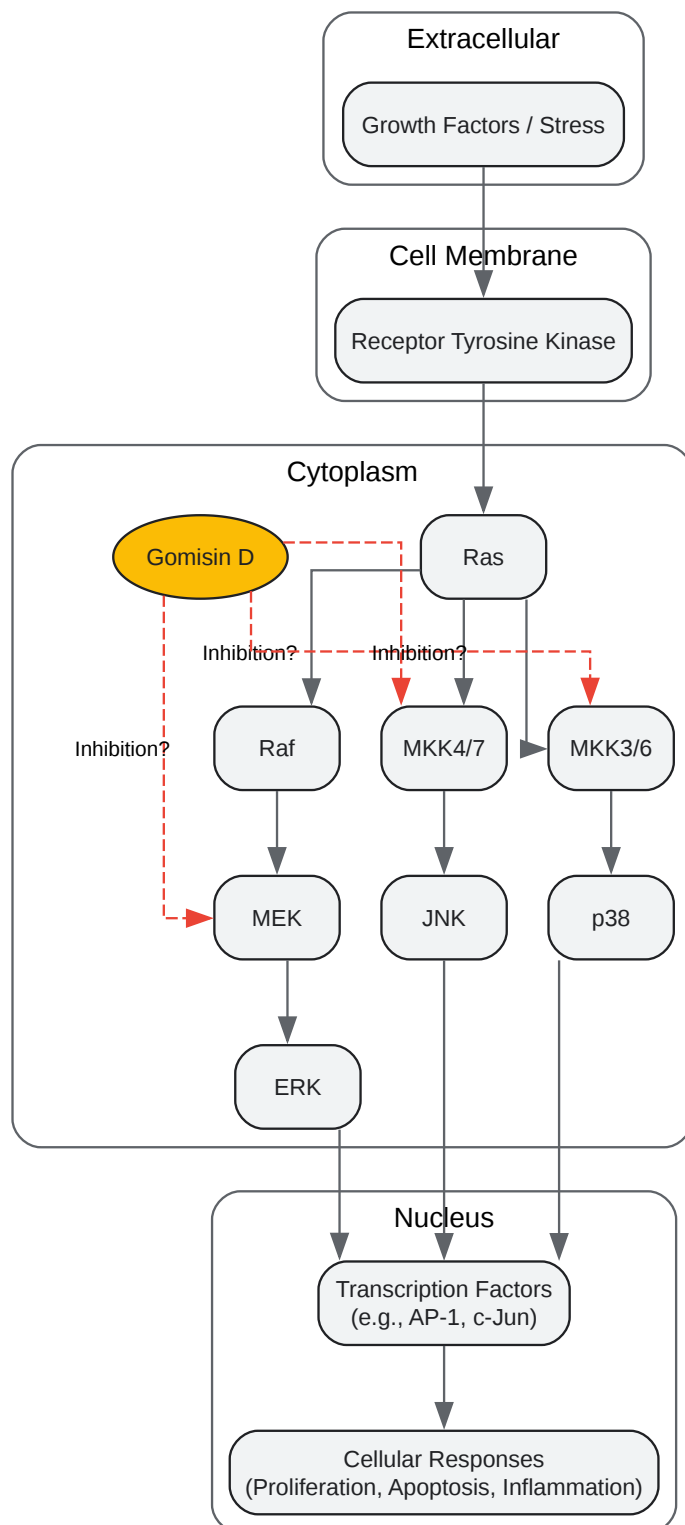 Extracellular
Growth Factors / Stress
Cell Membrane
Receptor Tyrosine Kinase
Cytoplasm
Gomisin D
Ras
Inhibition?
Inhibition?
Inhibition?
Raf
MKK4/7
MKK3/6
MEK
JNK
p38
ERK
Nucleus
Transcription Factors
(e.g., AP-1, c-Jun)
Cellular Responses
(Proliferation, Apoptosis, Inflammation)